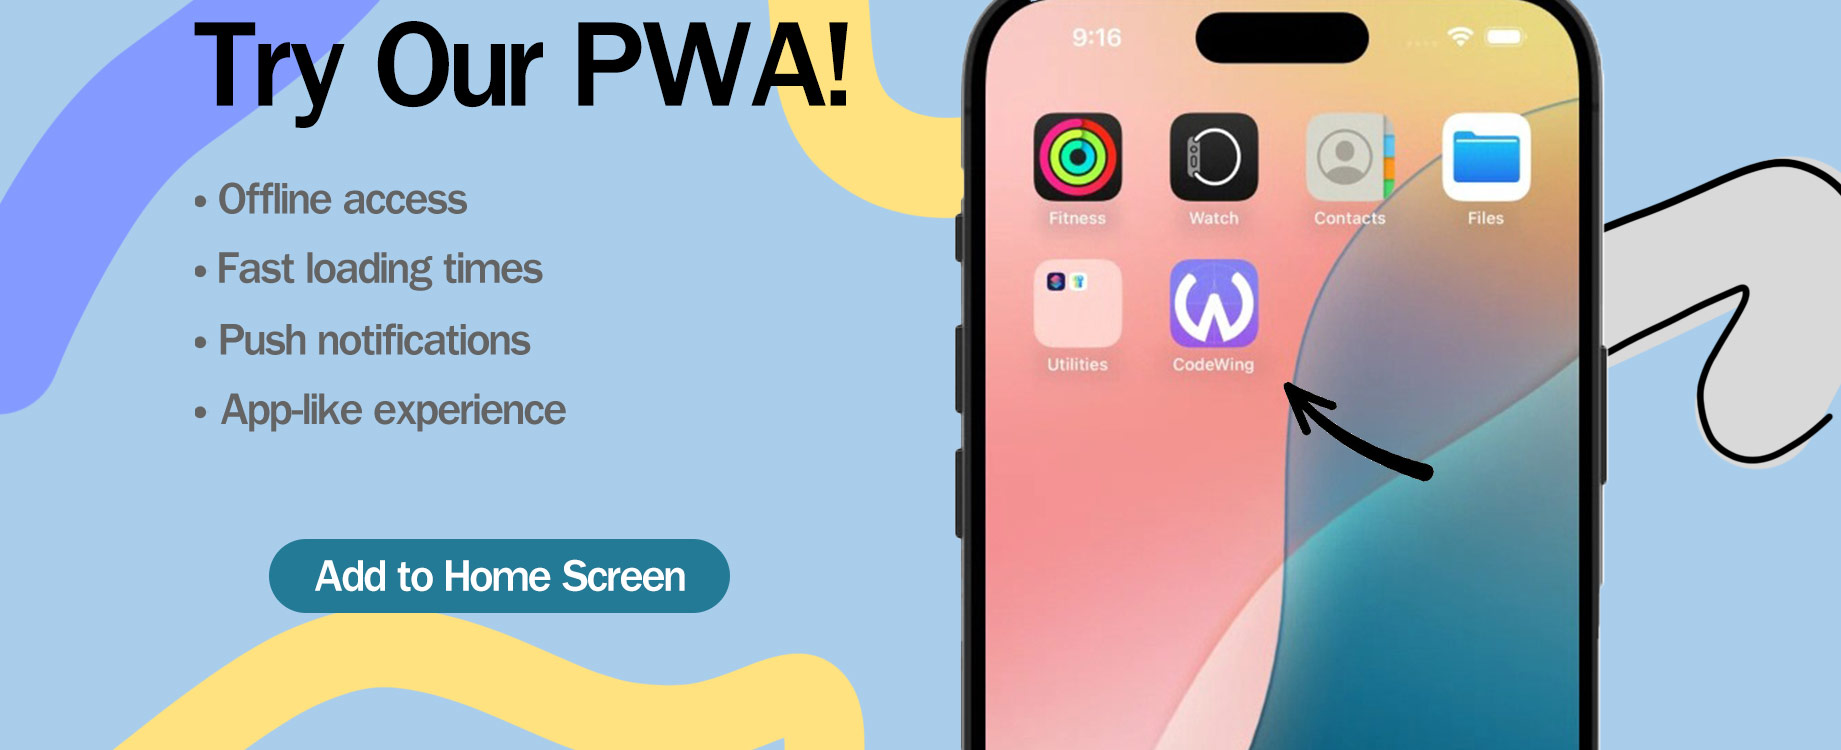 Try Our PWA!
• Offline access
• Fast loading times
• Push notifications
• App-like experience
Add to Home Screen
9:16
Fitness
Watch
Contacts
Files
Utilities
CodeWing